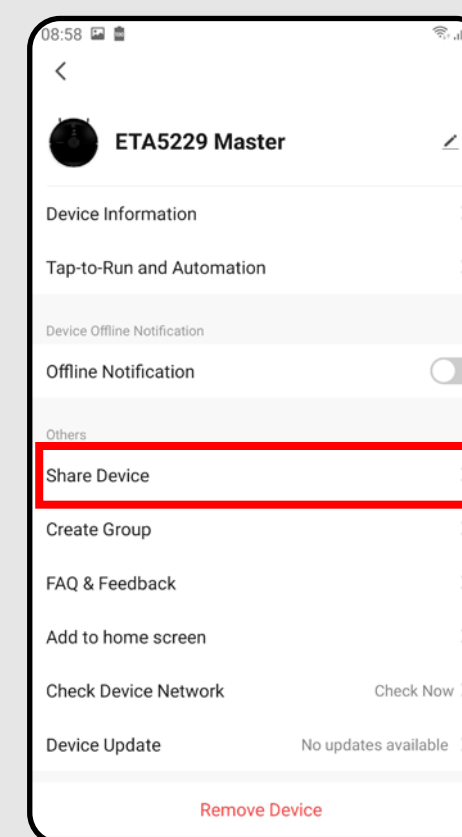 08:58
ETA5229 Master
Device Information
Tap-to-Run and Automation
Device Offline Notification
Offline Notification
Others
Share Device
Create Group
FAQ & Feedback
Add to home screen
Check Device Network Check Now
Device Update No updates available
Remove Device